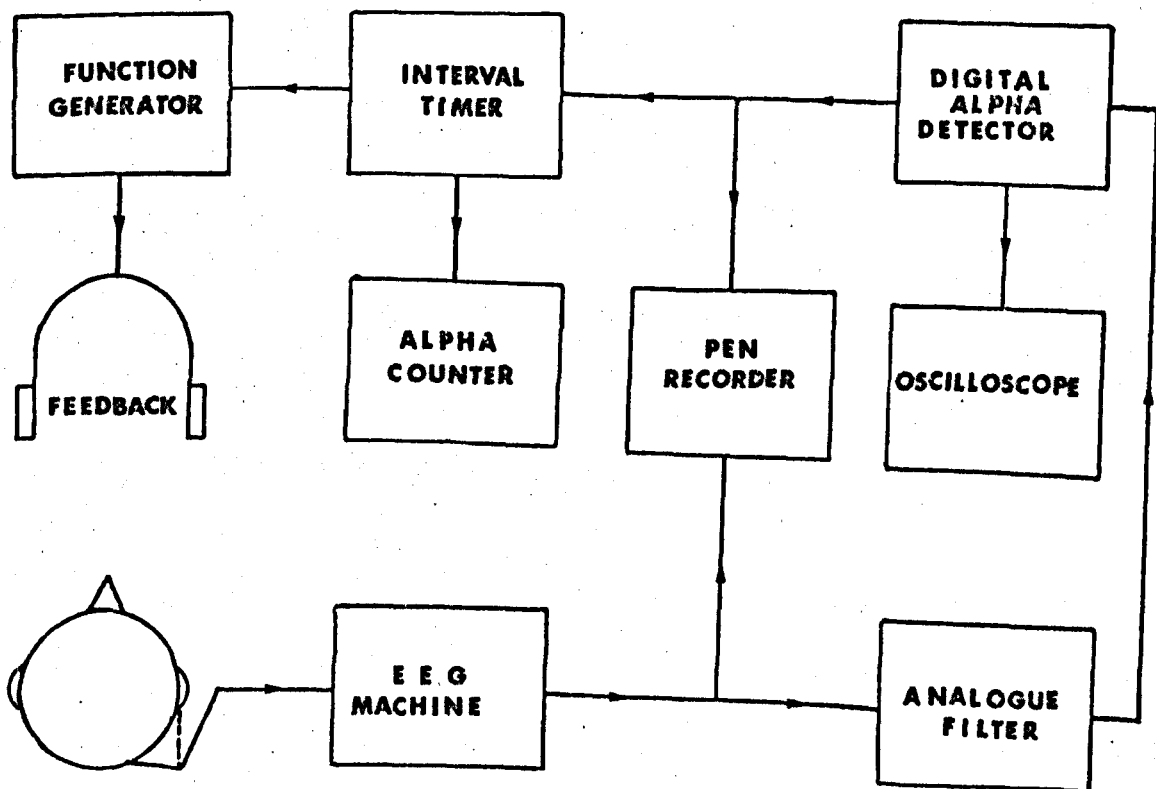 FUNCTION
GENERATOR
INTERVAL
TIMER
DIGITAL
ALPHA
DETECTOR
FEEDBACK
ALPHA
COUNTER
PEN
RECORDER
OSCILLOSCOPE
E E G
MACHINE
ANALOGUE
FILTER